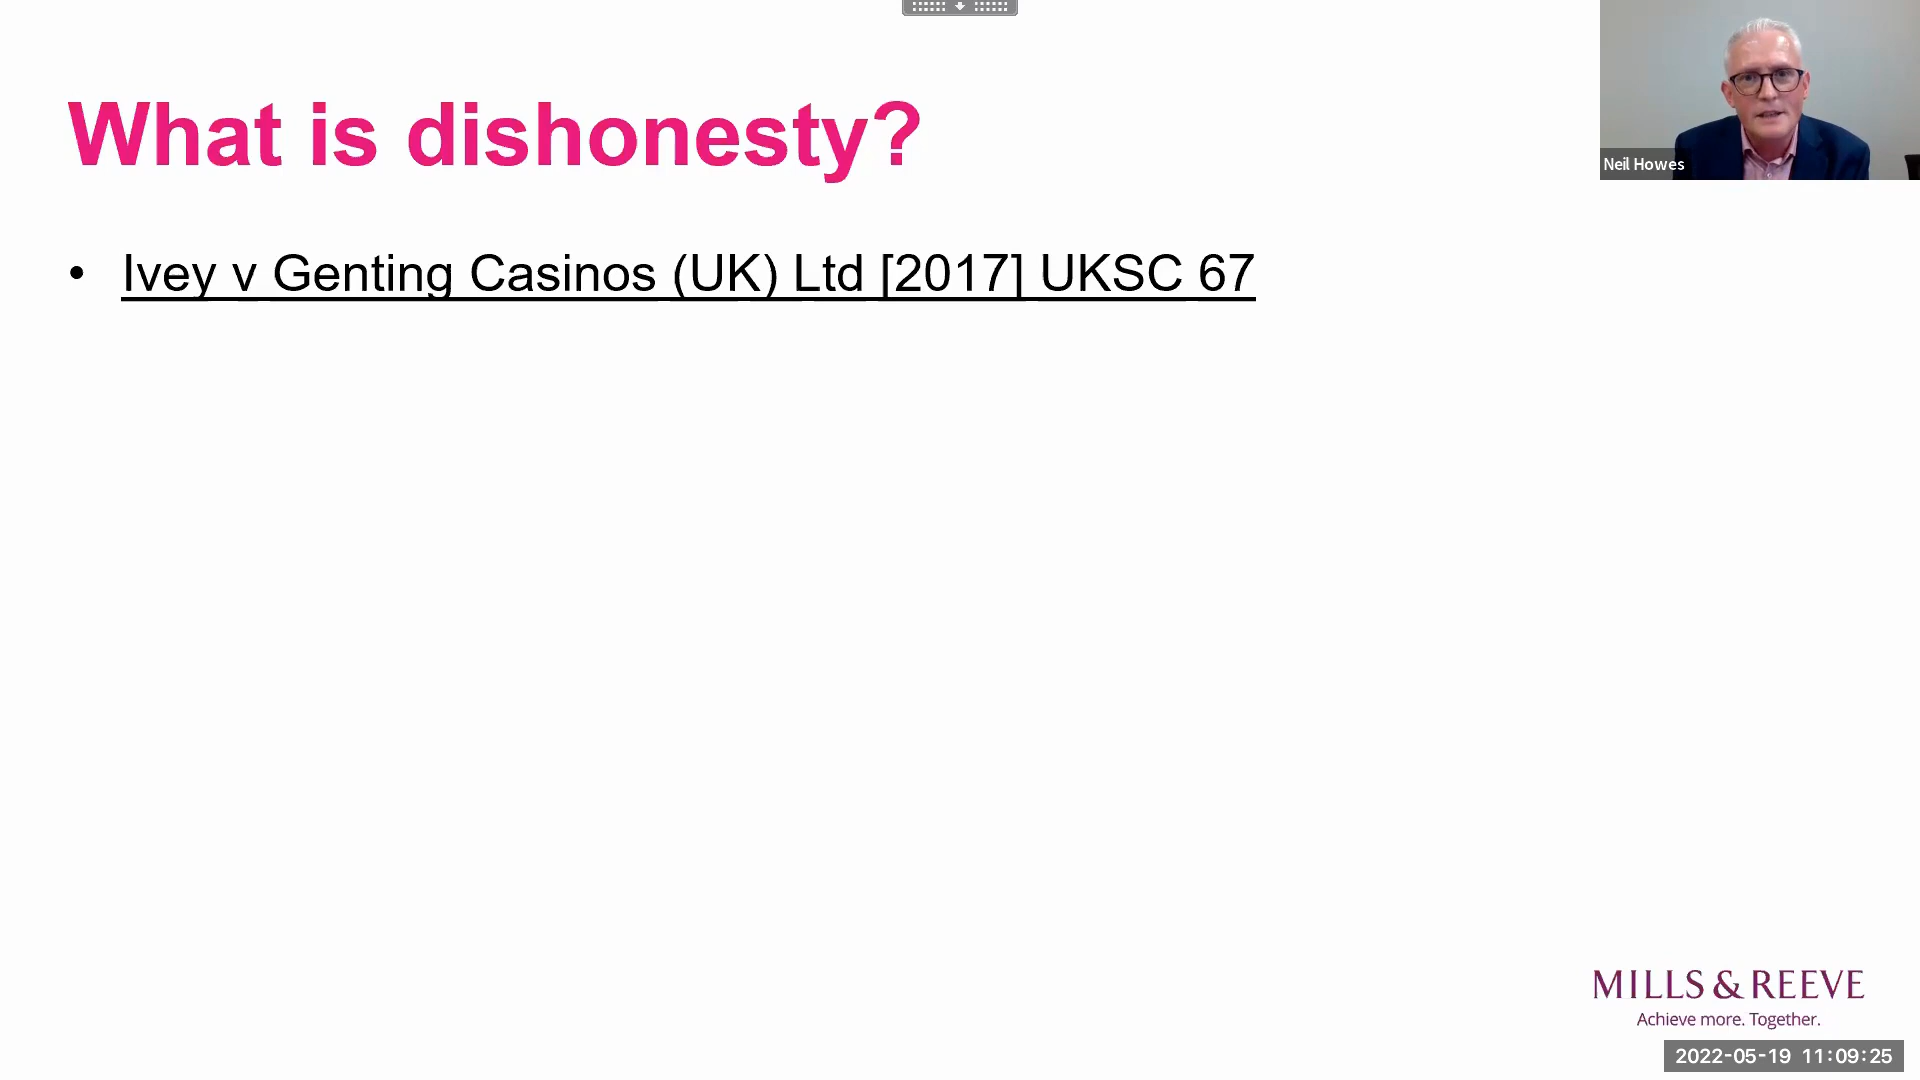 What is dishonesty?
Neil Howes
• Ivey v Genting Casinos (UK) Ltd [2017] UKSC 67
MILLS & REEVE
Achieve more. Together.
2022-05-19 11:09:25